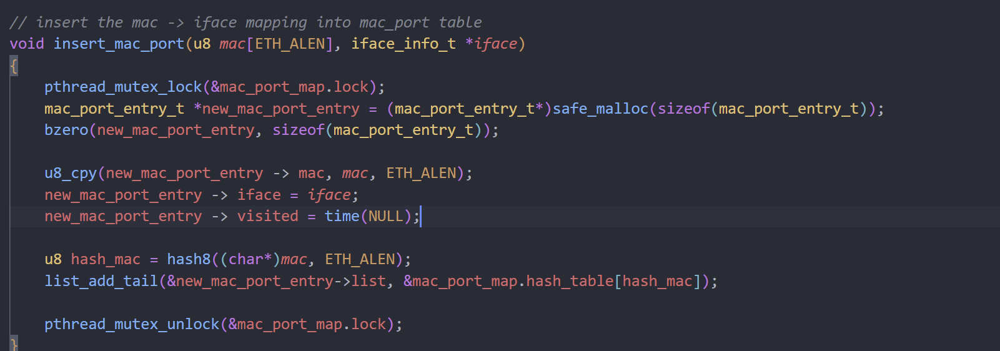 // insert the mac -> iface mapping into mac_port table
void insert_mac_port(u8 mac[ETH_ALEN], iface_info_t *iface)
{
pthread_mutex_lock(&mac_port_map.lock);
mac_port_entry_t *new_mac_port_entry = (mac_port_entry_t*)safe_malloc(sizeof(mac_port_entry_t));
bzero(new_mac_port_entry, sizeof(mac_port_entry_t));
u8_cpy(new_mac_port_entry -> mac, mac, ETH_ALEN);
new_mac_port_entry -> iface = iface;
new_mac_port_entry -> visited = time(NULL);
u8 hash_mac = hash8((char*)mac, ETH_ALEN);
list_add_tail(&new_mac_port_entry->list, &mac_port_map.hash_table[hash_mac]);
pthread_mutex_unlock(&mac_port_map.lock);
}